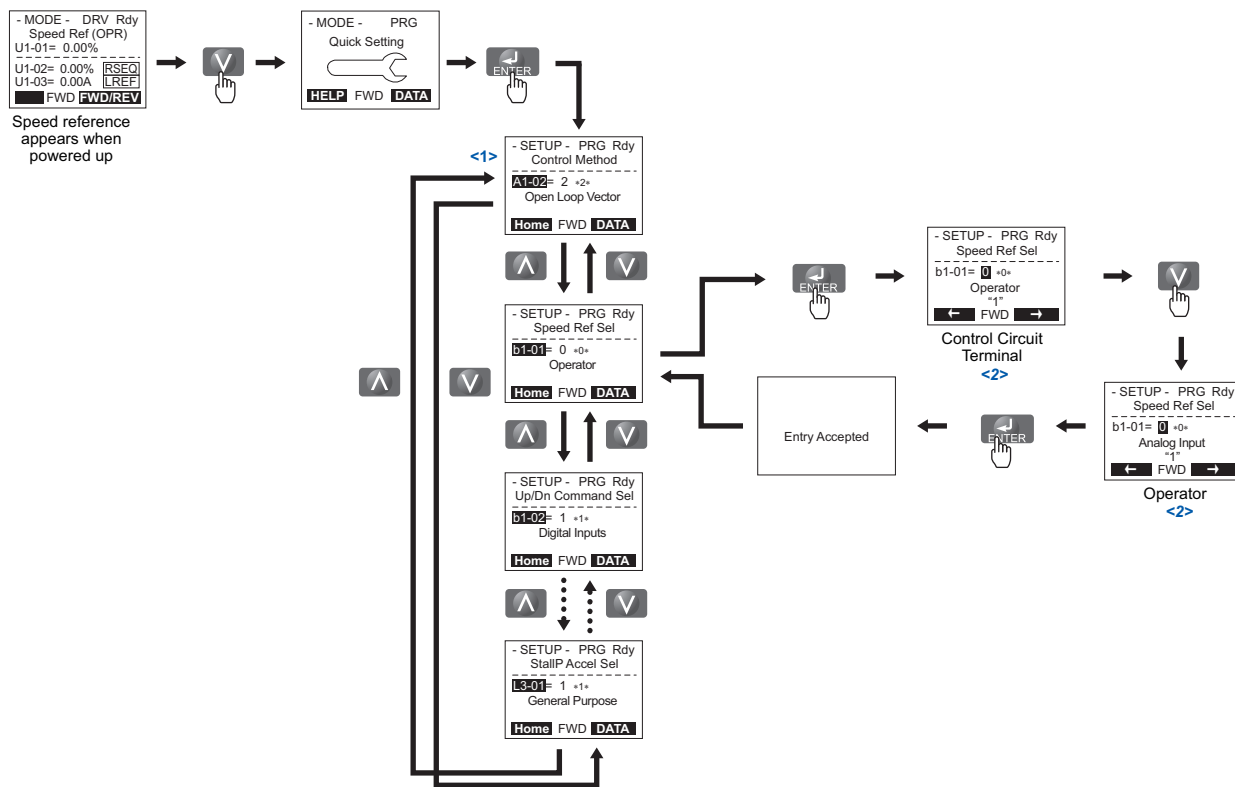 - MODE - DRV Rdy
Speed Ref (OPR)
U1-01= 0.00%
U1-02= 0.00% RSEQ
U1-03= 0.00A LREF
FWD FWD/REV
Speed reference
appears when
powered up
- MODE - PRG
Quick Setting
HELP FWD DATA
ENTER
<1>
- SETUP - PRG Rdy
Control Method
A1-02= 2 *2*
Open Loop Vector
Home FWD DATA
- SETUP - PRG Rdy
Speed Ref Sel
b1-01= 0 *0*
Operator
Home FWD DATA
- SETUP - PRG Rdy
Up/Dn Command Sel
b1-02= 1 *1*
Digital Inputs
Home FWD DATA
- SETUP - PRG Rdy
StallP Accel Sel
L3-01= 1 *1*
General Purpose
Home FWD DATA
ENTER
- SETUP - PRG Rdy
Speed Ref Sel
b1-01= 0 *0*
Operator
“1”
← FWD →
Control Circuit
Terminal
<2>
- SETUP - PRG Rdy
Speed Ref Sel
b1-01= 0 *0*
Analog Input
“1”
← FWD →
Operator
<2>
ENTER
Entry Accepted